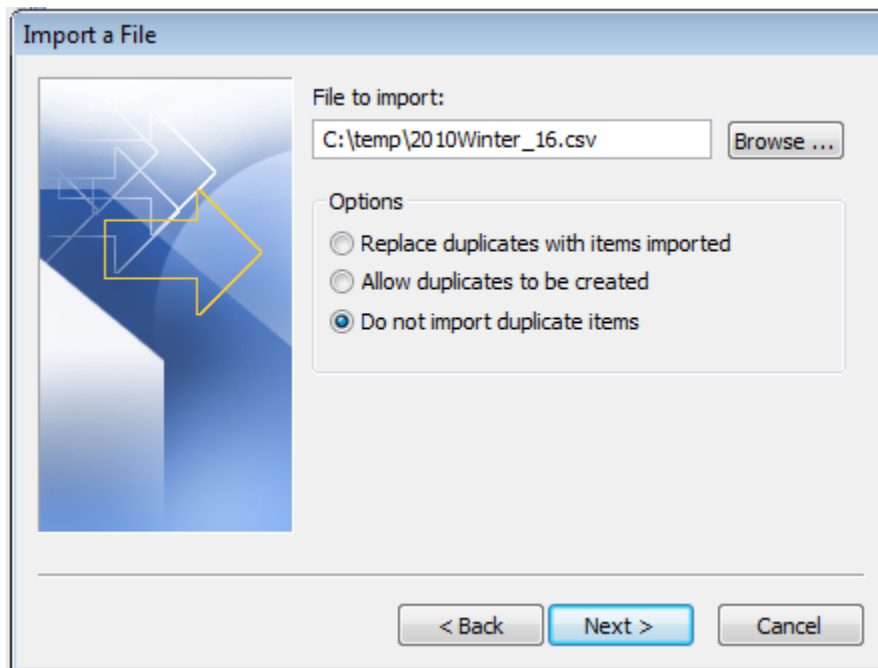 Import a File
File to import:
C:\temp\2010Winter_16.csv
Browse ...
Options
Replace duplicates with items imported
Allow duplicates to be created
Do not import duplicate items
< Back
Next >
Cancel